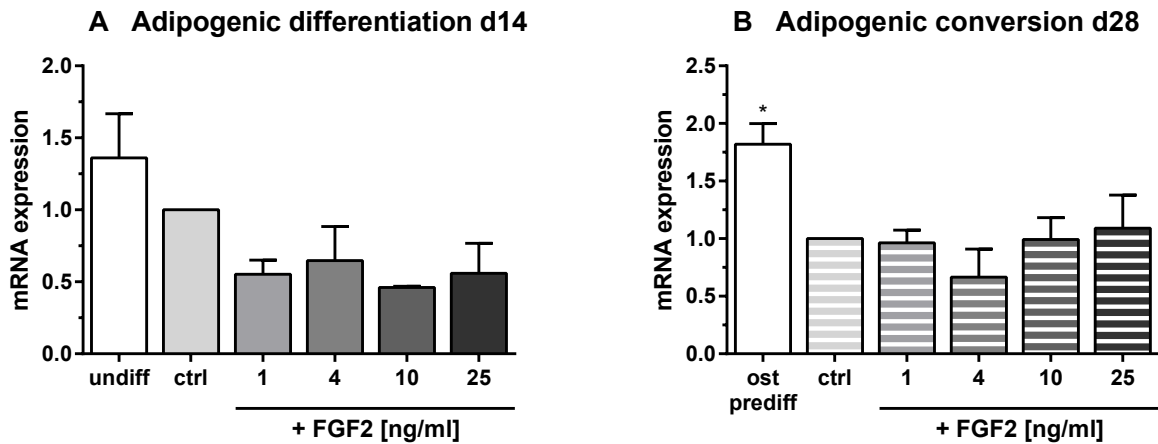 A Adipogenic differentiation d14
mRNA expression
2.0
1.5
1.0
0.5
0.0
undiff ctrl 1 4 10 25
+ FGF2 [ng/ml]
B Adipogenic conversion d28
mRNA expression
2.5
2.0
1.5
1.0
0.5
0.0
*
ost prediff ctrl 1 4 10 25
+ FGF2 [ng/ml]